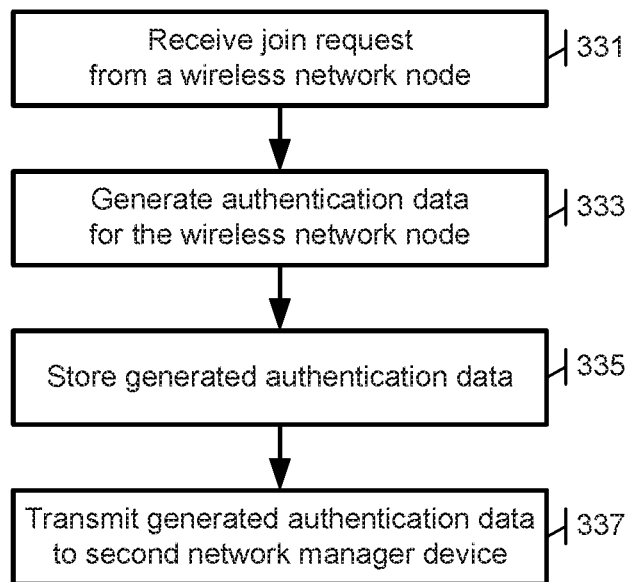 Receive join request
from a wireless network node
331
Generate authentication data
for the wireless network node
333
Store generated authentication data
335
Transmit generated authentication data
to second network manager device
337